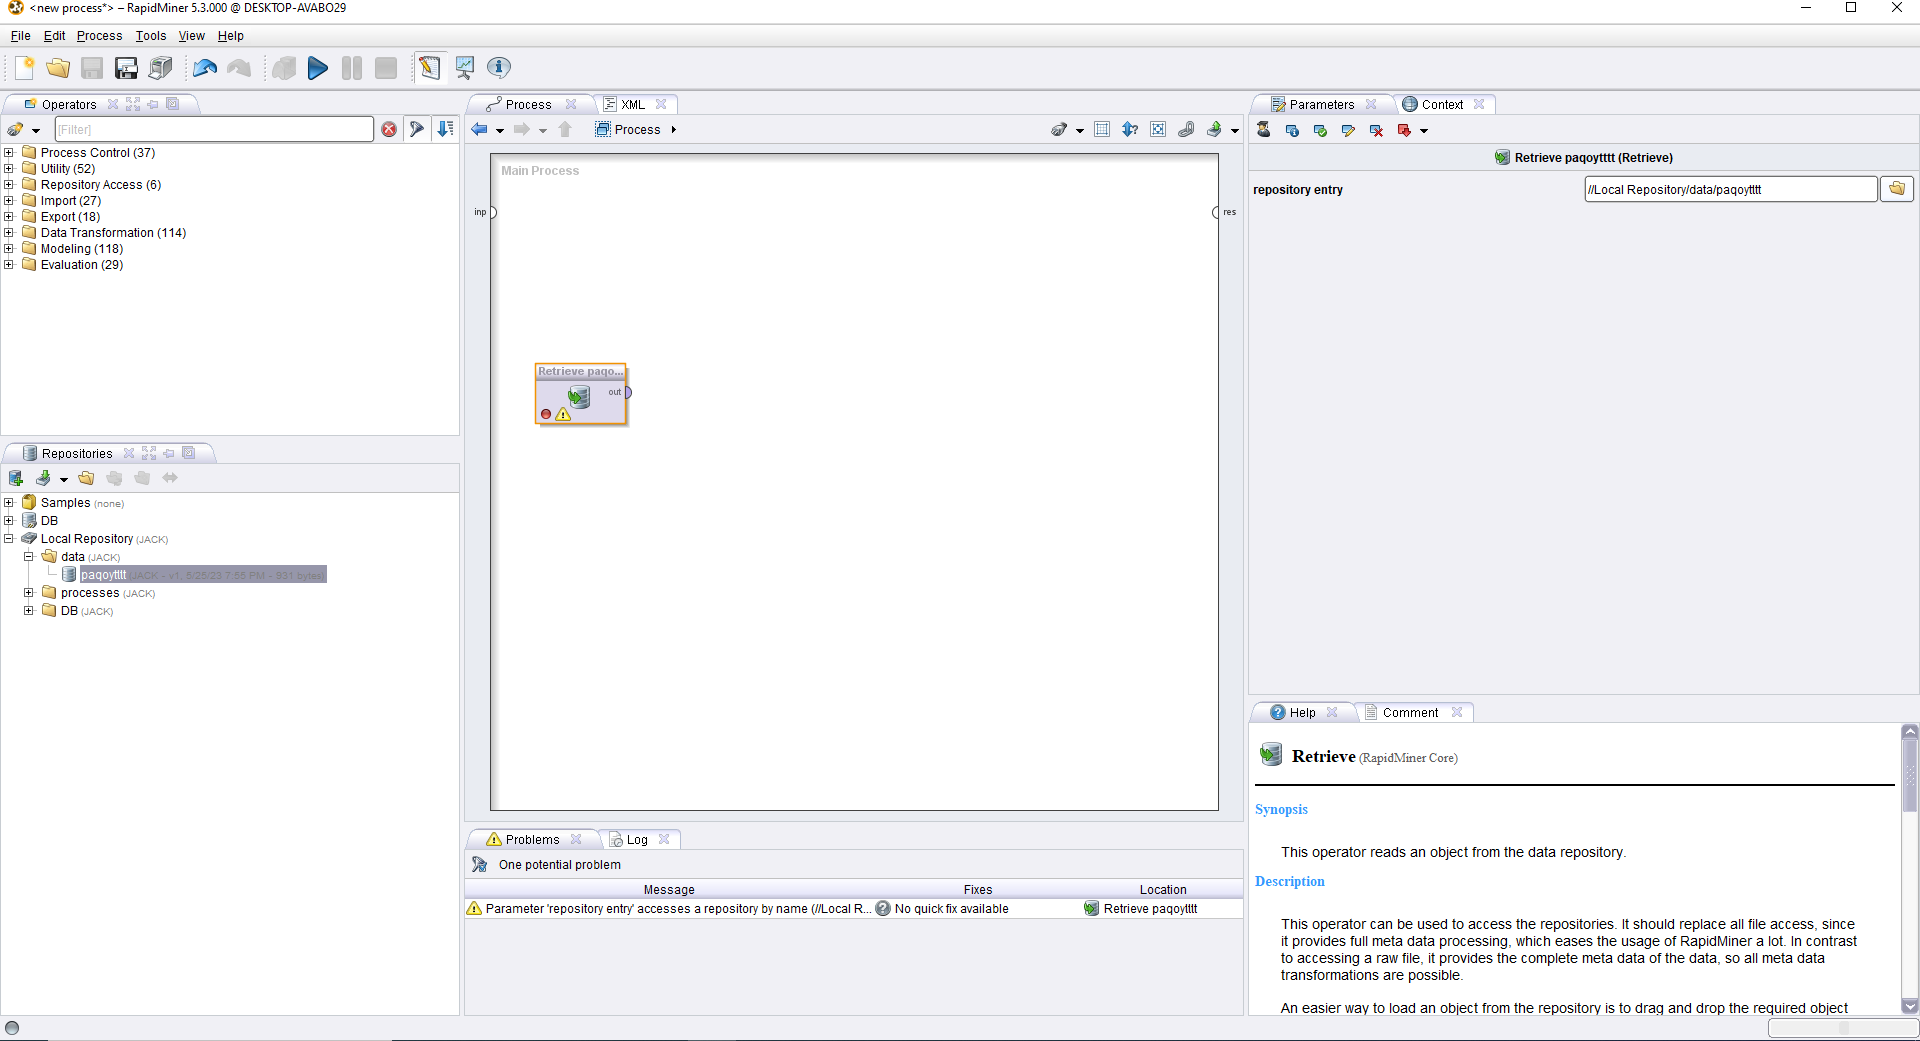 <new process*> – RapidMiner 5.3.000 @ DESKTOP-AVABO29
File Edit Process Tools View Help
Operators
[Filter]
Process Control (37)
Utility (52)
Repository Access (6)
Import (27)
Export (18)
Data Transformation (114)
Modeling (118)
Evaluation (29)
Repositories
Samples (none)
DB
Local Repository (JACK)
data (JACK)
paqoytttt (JACK - v1, 5/25/23 7:55 PM - 931 bytes)
processes (JACK)
DB (JACK)
Process XML
Process
Main Process
inp
res
Retrieve paqo...
out
Problems Log
One potential problem
Message Fixes Location
Parameter 'repository entry' accesses a repository by name (//Local R... No quick fix available Retrieve paqoytttt
Parameters Context
Retrieve paqoytttt (Retrieve)
repository entry //Local Repository/data/paqoytttt
Help Comment
Retrieve (RapidMiner Core)
Synopsis
This operator reads an object from the data repository.
Description
This operator can be used to access the repositories. It should replace all file access, since
it provides full meta data processing, which eases the usage of RapidMiner a lot. In contrast
to accessing a raw file, it provides the complete meta data of the data, so all meta data
transformations are possible.
An easier way to load an object from the repository is to drag and drop the required object